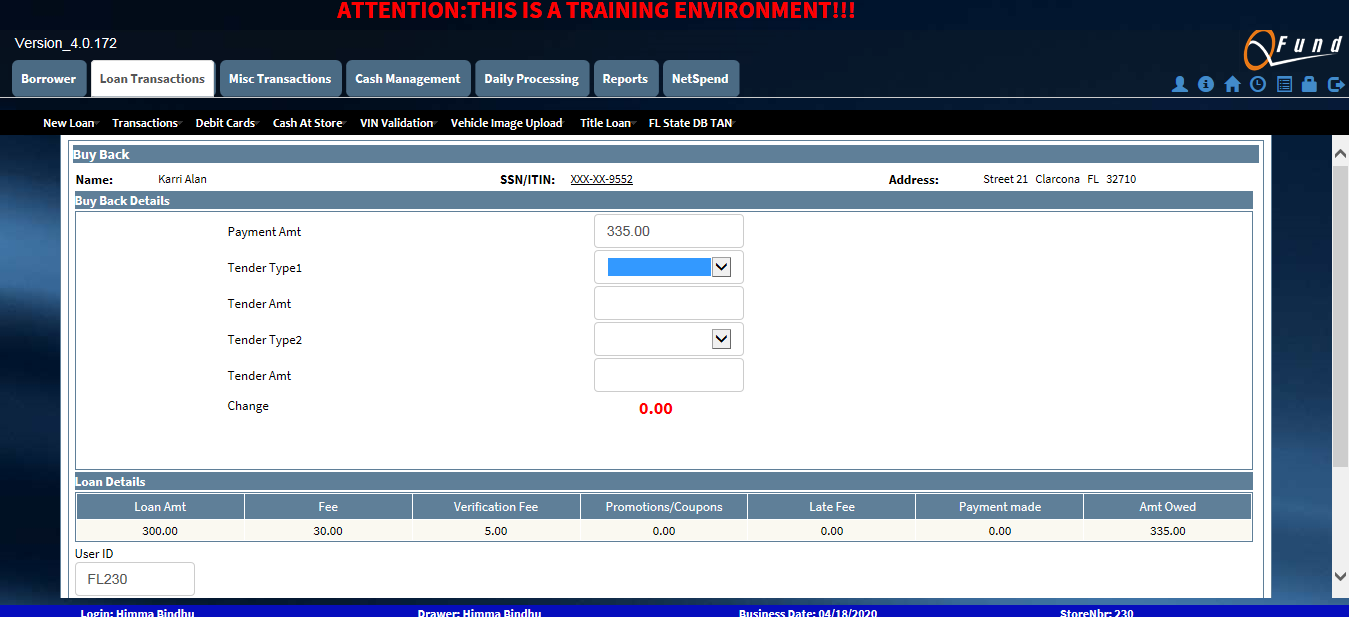 ATTENTION:THIS IS A TRAINING ENVIRONMENT!!!
Version_4.0.172
QFund
Borrower Loan Transactions Misc Transactions Cash Management Daily Processing Reports NetSpend
New Loan Transactions Debit Cards Cash At Store VIN Validation Vehicle Image Upload Title Loan FL State DB TAN
Buy Back
Name: Karri Alan SSN/ITIN: XXX-XX-9552 Address: Street 21 Clarcona FL 32710
Buy Back Details
Payment Amt 335.00
Tender Type1
Tender Amt
Tender Type2
Tender Amt
Change 0.00
Loan Details
Loan Amt Fee Verification Fee Promotions/Coupons Late Fee Payment made Amt Owed
300.00 30.00 5.00 0.00 0.00 0.00 335.00
User ID
FL230
Login: Himma Bindhu Drawer: Himma Bindhu Business Date: 04/18/2020 StoreNbr: 230